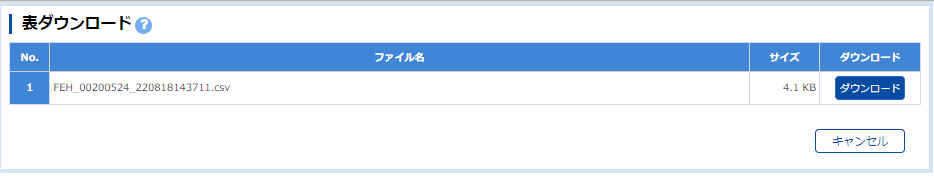 表ダウンロード ?
No. ファイル名 サイズ ダウンロード
1 FEH_00200524_220818143711.csv 4.1 KB ダウンロード
キャンセル